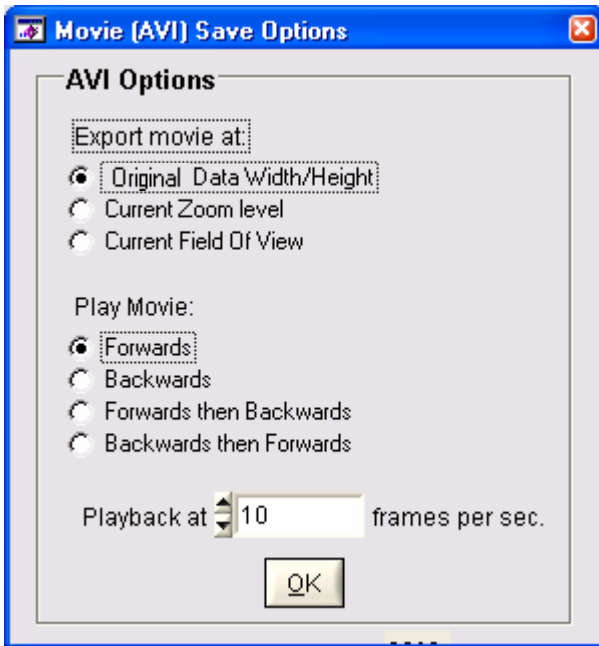 Movie (AVI) Save Options
AVI Options
Export movie at:
Original Data Width/Height
Current Zoom level
Current Field Of View
Play Movie:
Forwards
Backwards
Forwards then Backwards
Backwards then Forwards
Playback at 10 frames per sec.
OK